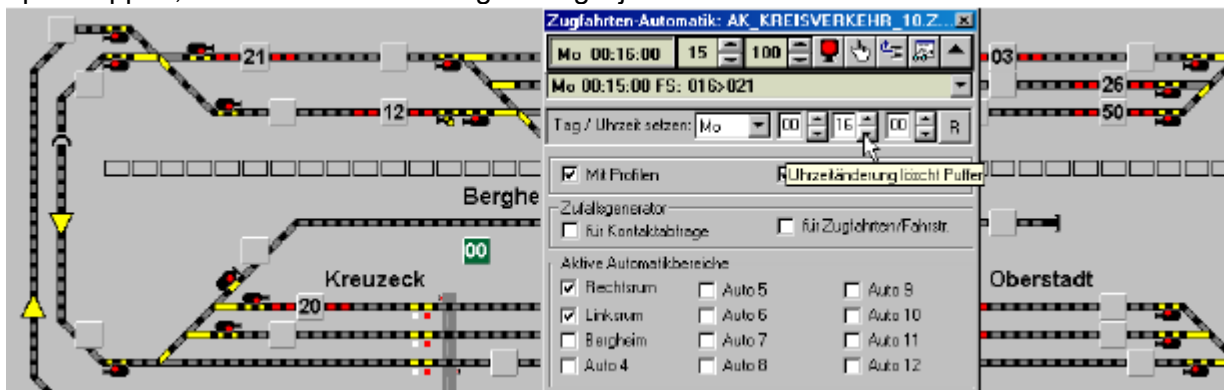 Zugfahrten-Automatik: AK_KREISVERKEHR_10.Z...
Mo 00:16:00 15 100
Mo 00:15:00 FS: 016>021
Tag / Uhrzeit setzen: Mo 00 16 00 R
Uhrzeitänderung löscht Puffer
Mit Profilen
Zufallsgenerator
für Kontaktabfrage für Zugfahrten/Fahrstr.
Aktive Automatikbereiche
Rechtsrum Auto 5 Auto 9
Linksrum Auto 6 Auto 10
Bergheim Auto 7 Auto 11
Auto 4 Auto 8 Auto 12
21
12
03
26
50
Berghe
00
Kreuzeck
20
Oberstadt